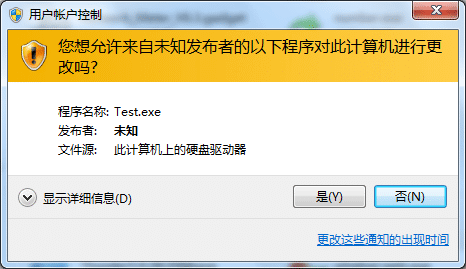 用户帐户控制
您想允许来自未知发布者的以下程序对此计算机进行更
改吗?
程序名称: Test.exe
发布者: 未知
文件源: 此计算机上的硬盘驱动器
显示详细信息(D)
是(Y)
否(N)
更改这些通知的出现时间